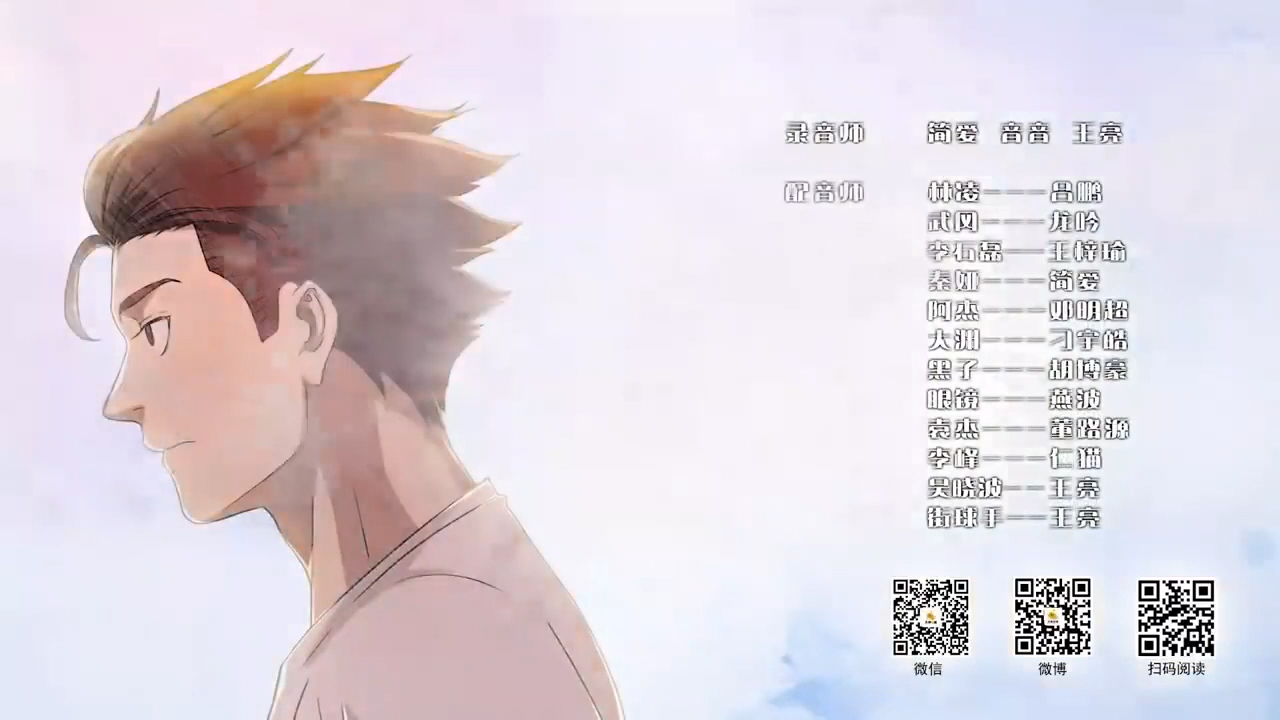 录音师 简爱 音音 王亮
配音师 林凌———吕鹏
武冈———龙吟
李石磊——王梓瑜
秦娅———简爱
阿杰———邓明超
大渊———刁宇皓
黑子———胡博豪
眼镜———燕波
袁杰———董路源
李峰———仁猫
吴晓波——王亮
街球手——王亮
微信 微博 扫码阅读